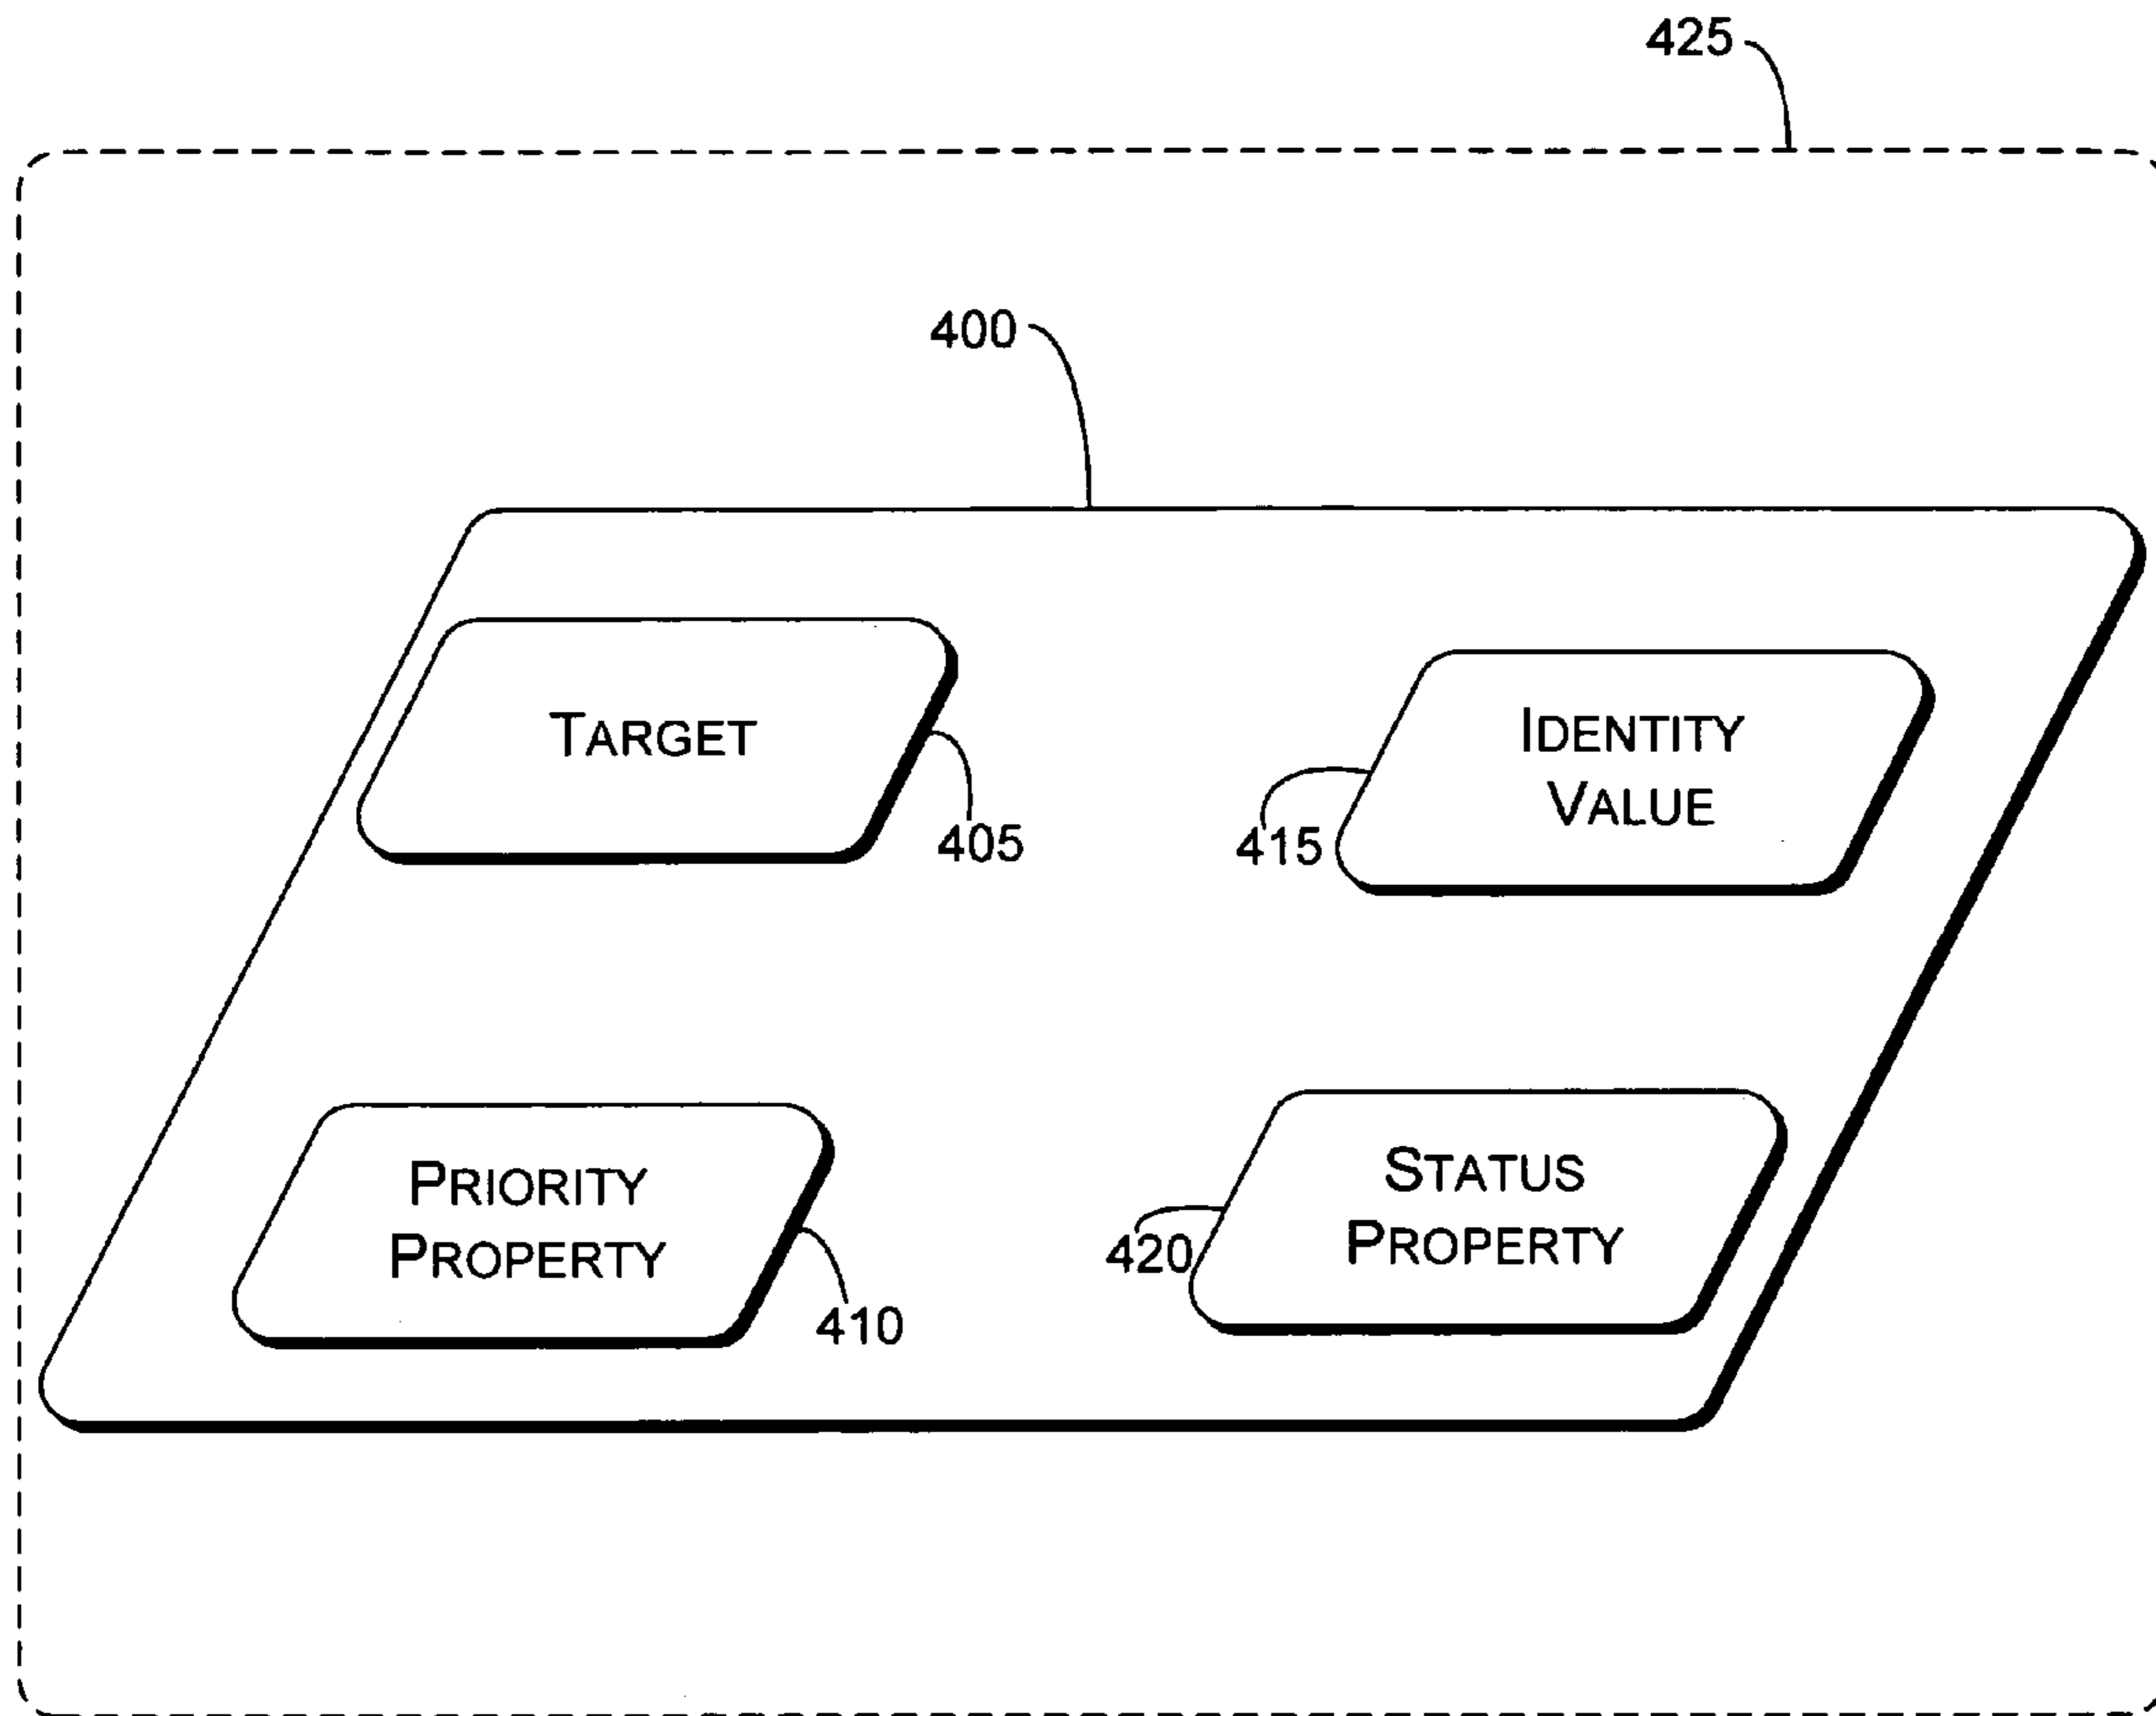 425
400
TARGET
405
IDENTITY
VALUE
415
PRIORITY
PROPERTY
410
STATUS
PROPERTY
420